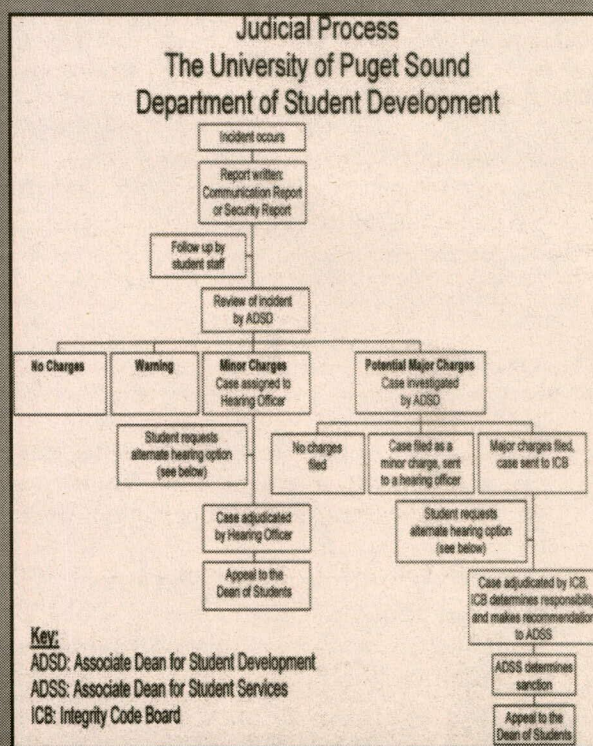 Judicial Process
The University of Puget Sound
Department of Student Development
Incident occurs
Report written:
Communication Report
or Security Report
Follow up by
student staff
Review of incident
by ADSD
No Charges
Warning
Minor Charges
Case assigned to
Hearing Officer
Potential Major Charges
Case investigated
by ADSD
Student requests
alternate hearing option
(see below)
No charges
filed
Case filed as a
minor charge, sent
to a hearing officer
Major charges filed,
case sent to ICB
Case adjudicated
by Hearing Officer
Student requests
alternate hearing option
(see below)
Appeal to the
Dean of Students
Case adjudicated by ICB,
ICB determines responsibility
and makes recommendation
to ADSS
ADSS determines
sanction
Appeal to the
Dean of Students
Key:
ADSD: Associate Dean for Student Development
ADSS: Associate Dean for Student Services
ICB: Integrity Code Board